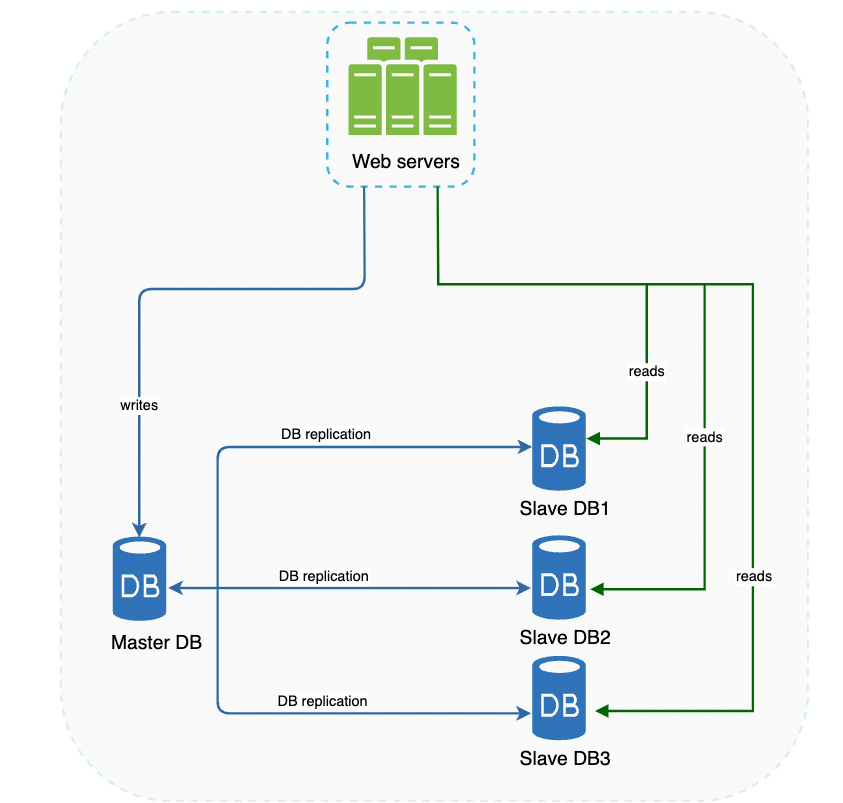 Web servers
reads
writes
DB replication
reads
DB
Slave DB1
DB
DB replication
DB
reads
Master DB
Slave DB2
DB replication
DB
Slave DB3